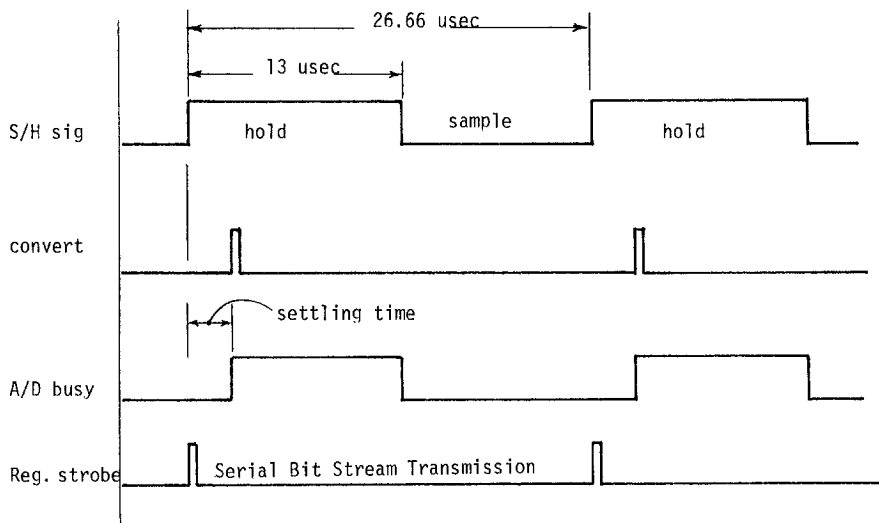 26.66 usec
13 usec
S/H sig
hold
sample
hold
convert
settling time
A/D busy
Reg. strobe
Serial Bit Stream Transmission